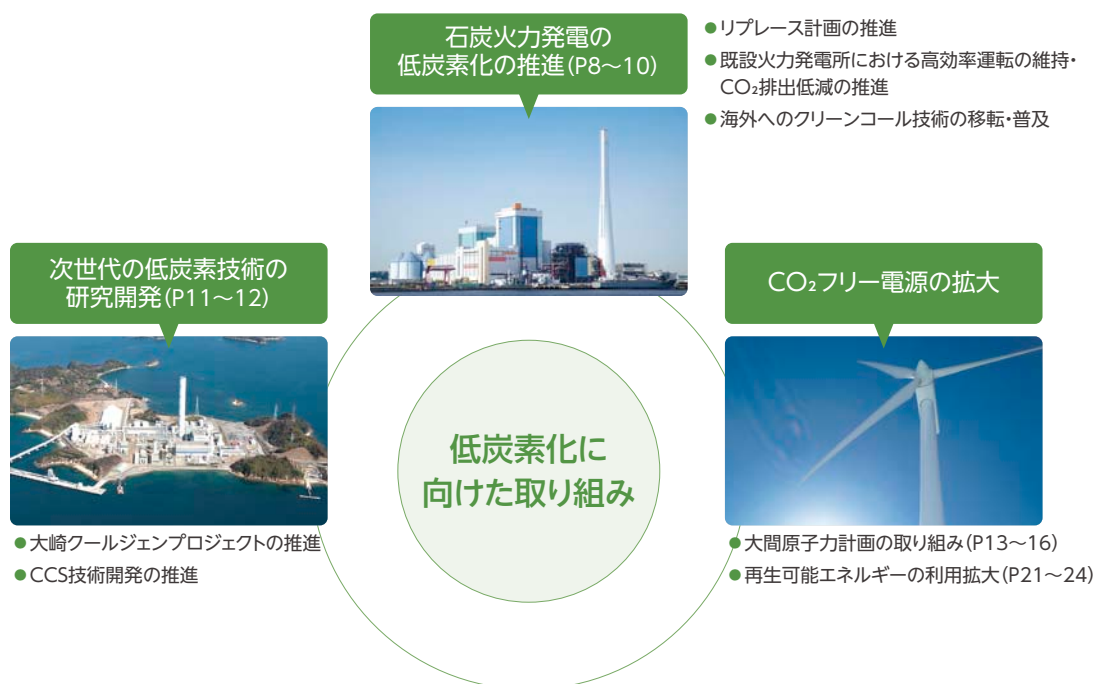 石炭火力発電の
低炭素化の推進(P8～10)
●リプレース計画の推進
●既設火力発電所における高効率運転の維持・
CO₂排出低減の推進
●海外へのクリーンコール技術の移転・普及
次世代の低炭素技術の
研究開発(P11～12)
●大崎クールジェンプロジェクトの推進
●CCS技術開発の推進
CO₂フリー電源の拡大
●大間原子力計画の取り組み(P13～16)
●再生可能エネルギーの利用拡大(P21～24)
低炭素化に
向けた取り組み